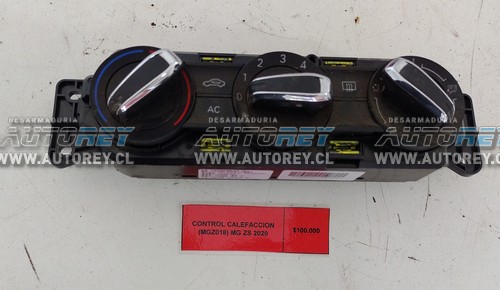 0 1 2 3 4
AC
DESARMADURIA
AUTOREY
WWW.AUTOREY.CL
DESARMADURIA
AUTOREY
WWW.AUTOREY.CL
DESARMADURIA
AUTOREY
WWW.AUTOREY.CL
CONTROL CALEFACCION
(MGZ018) MG ZS 2020
$100.000